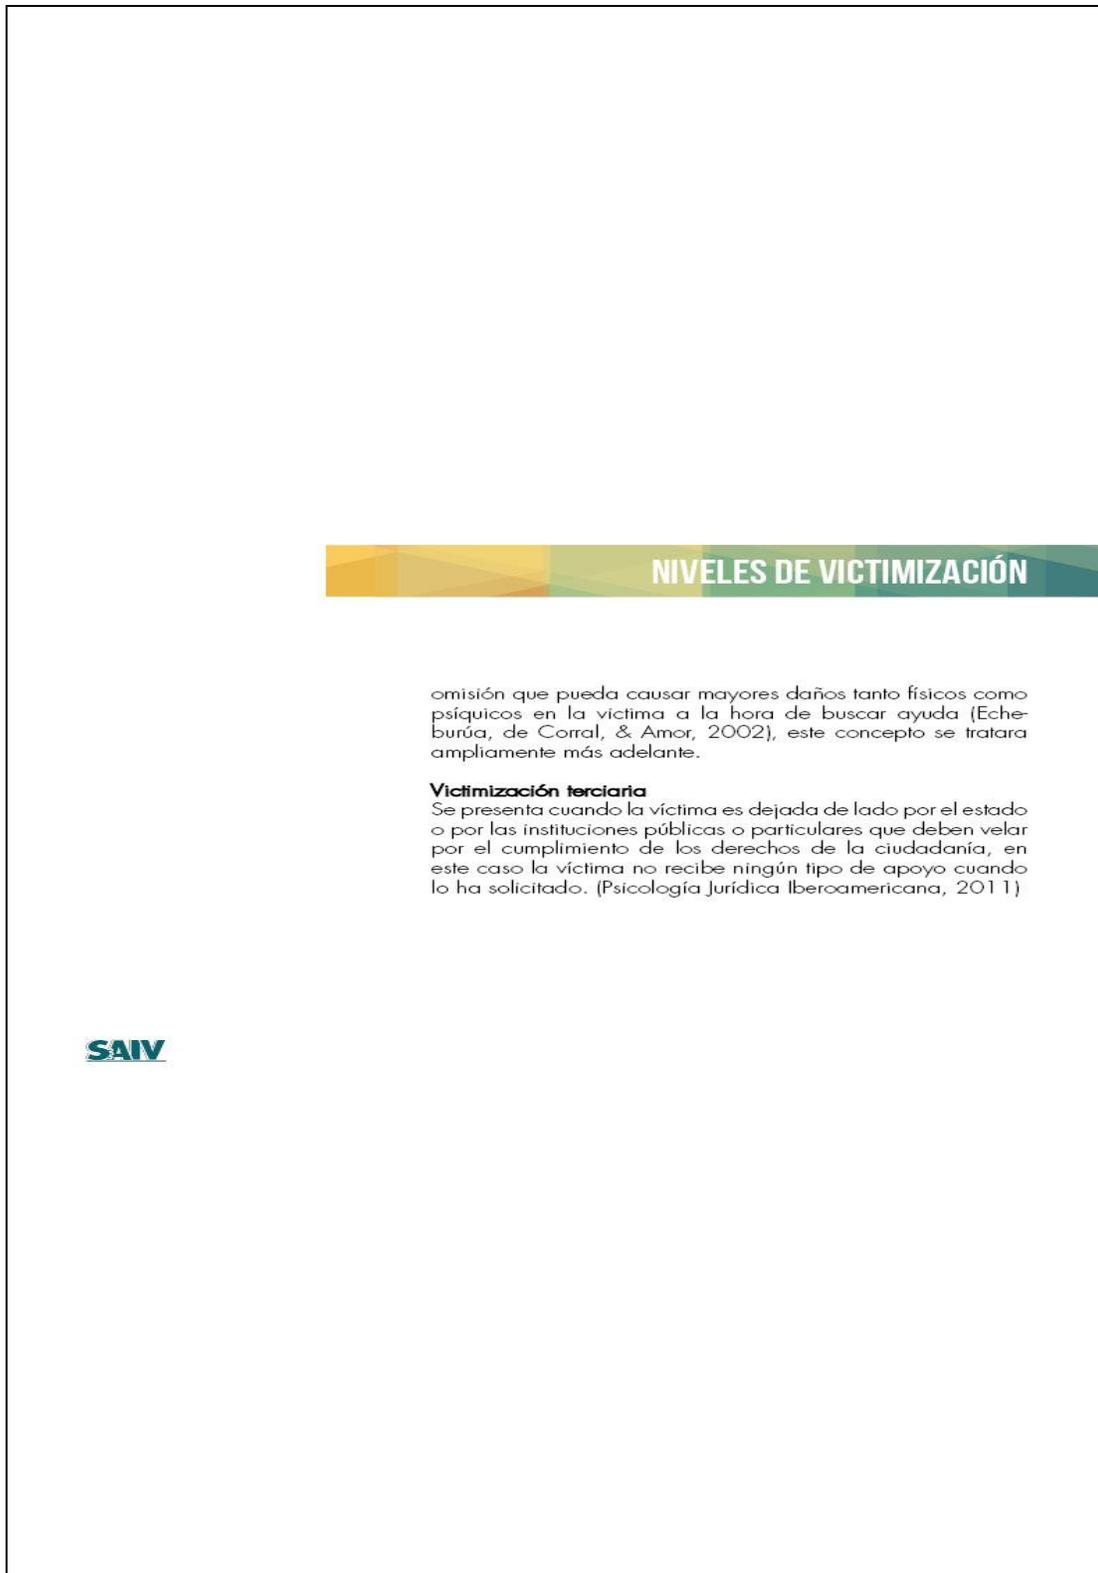 NIVELES DE VICTIMIZACIÓN
omisión que pueda causar mayores daños tanto físicos como
psíquicos en la victima a la hora de buscar ayuda (Eche-
burúa, de Corral, & Amor, 2002), este concepto se tratara
ampliamente más adelante.
Victimización terciaria
Se presenta cuando la víctima es dejada de lado por el estado
o por las instituciones públicas o particulares que deben velar
por el cumplimiento de los derechos de la ciudadanía, en
este caso la víctima no recibe ningún tipo de apoyo cuando
lo ha solicitado. (Psicología Jurídica Iberoamericana, 2011)
SAIV